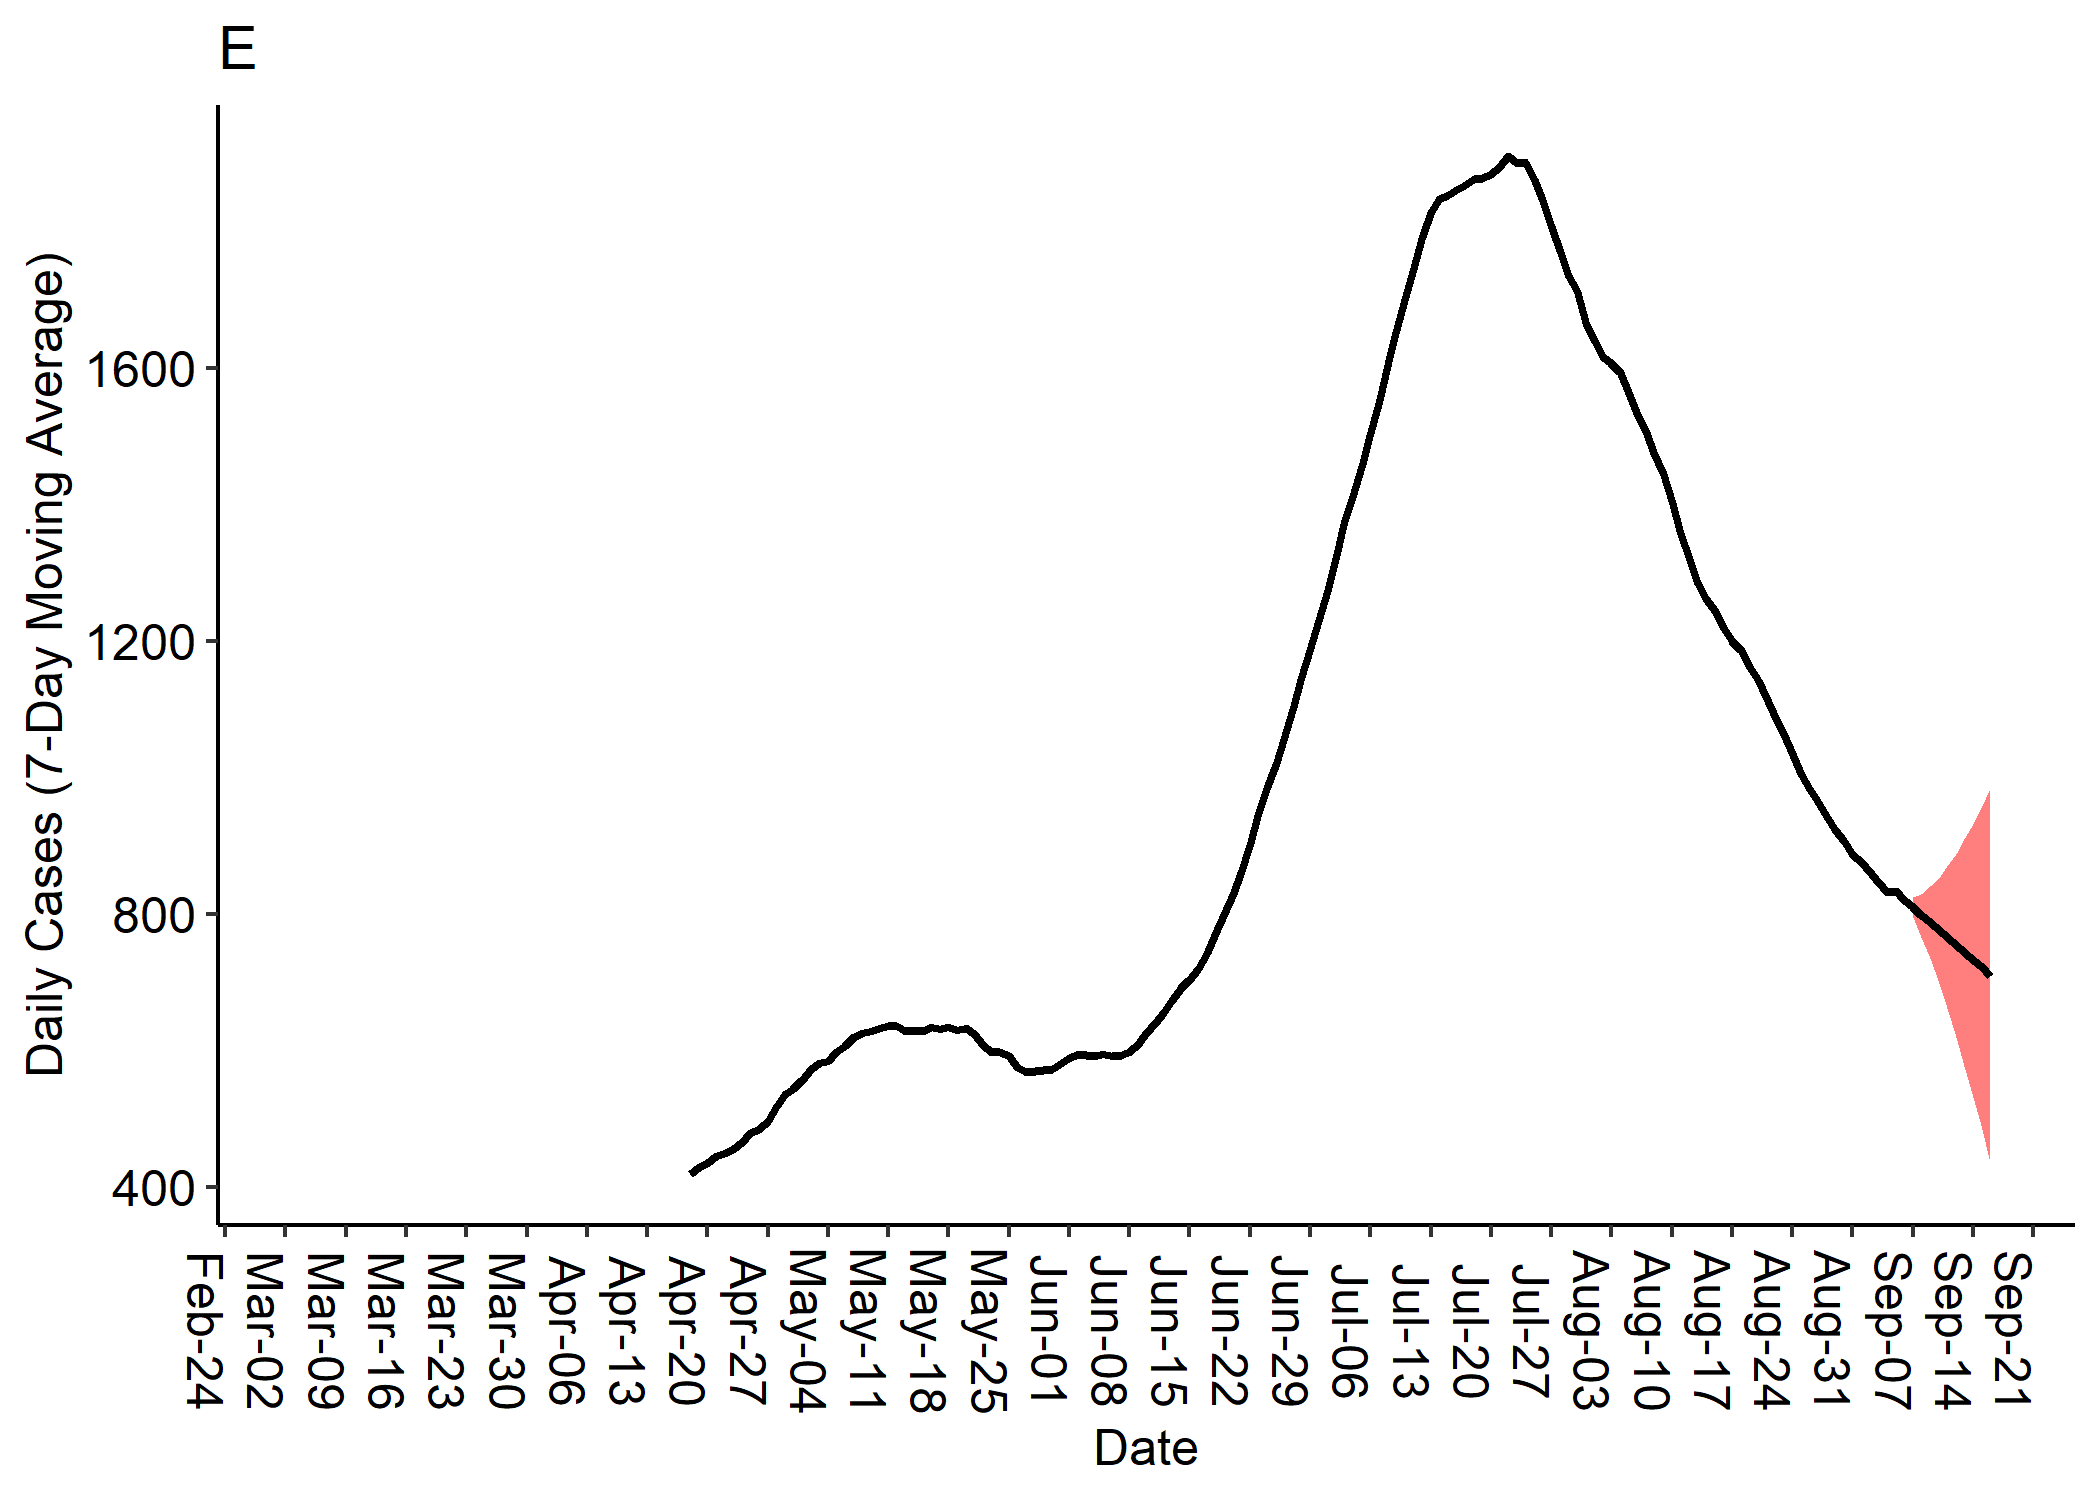 E
Daily Cases (7-Day Moving Average)
1600
1200
800
400
Feb-24
Mar-02
Mar-09
Mar-16
Mar-23
Mar-30
Apr-06
Apr-13
Apr-20
Apr-27
May-04
May-11
May-18
May-25
Jun-01
Jun-08
Jun-15
Jun-22
Jun-29
Jul-06
Jul-13
Jul-20
Jul-27
Aug-03
Aug-10
Aug-17
Aug-24
Aug-31
Sep-07
Sep-14
Sep-21
Date